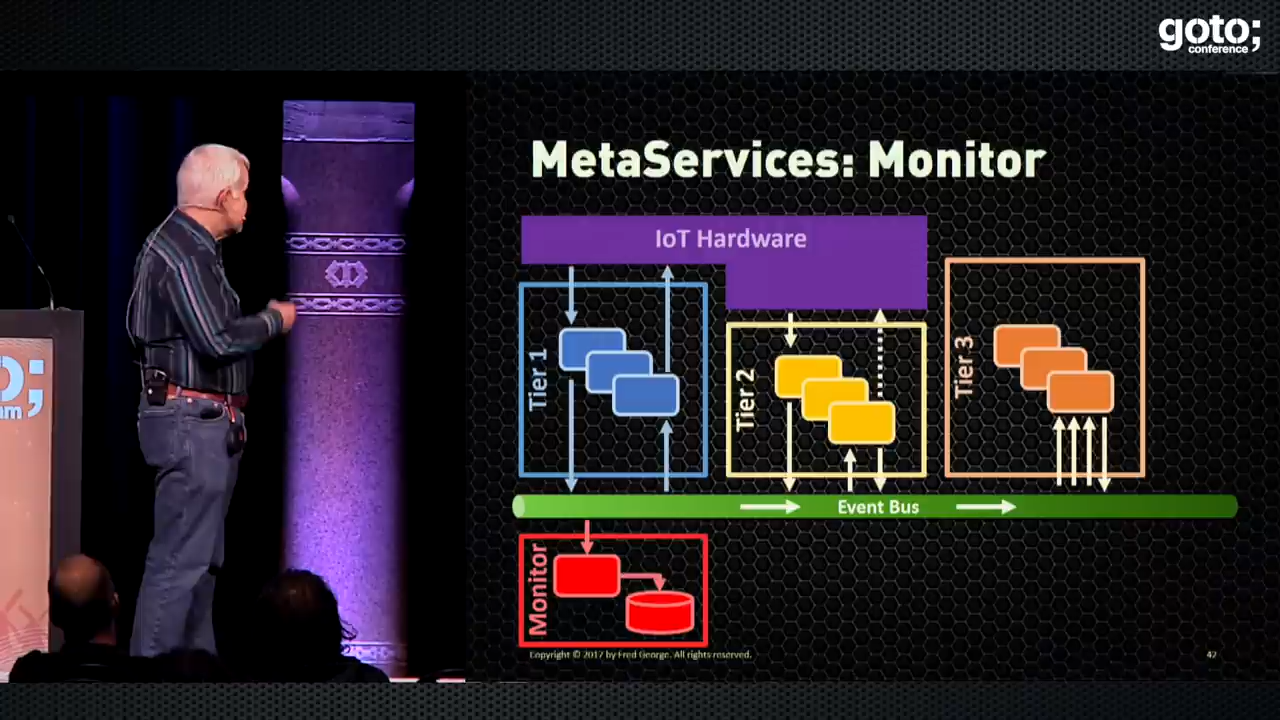 goto;
conference
MetaServices: Monitor
IoT Hardware
Tier 1
Tier 2
Tier 3
Event Bus
Monitor
Copyright © 2017 by Fred George. All rights reserved.
42